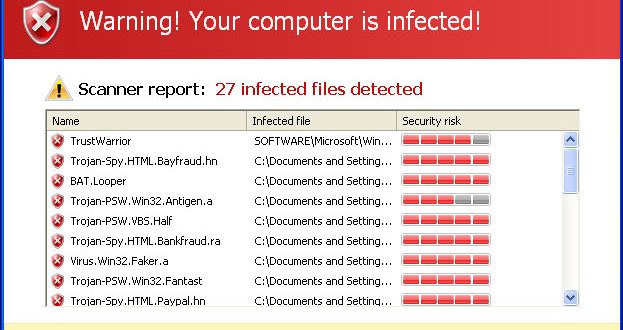 Warning! Your computer is infected!
Scanner report: 27 infected files detected
Name Infected file Security risk
TrustWarrior SOFTWARE\Microsoft\Win...
Trojan-Spy.HTML.Bayfraud.hn C:\Documents and Setting...
BAT.Looper C:\Documents and Setting...
Trojan-PSW.Win32.Antigen.a C:\Documents and Setting...
Trojan-PSW.VBS.Half C:\Documents and Setting...
Trojan-Spy.HTML.Bankfraud.ra C:\Documents and Setting...
Virus.Win32.Faker.a C:\Documents and Setting...
Trojan-PSW.Win32.Fantast C:\Documents and Setting...
Trojan-Spy.HTML.Paypal.hn C:\Documents and Setting...